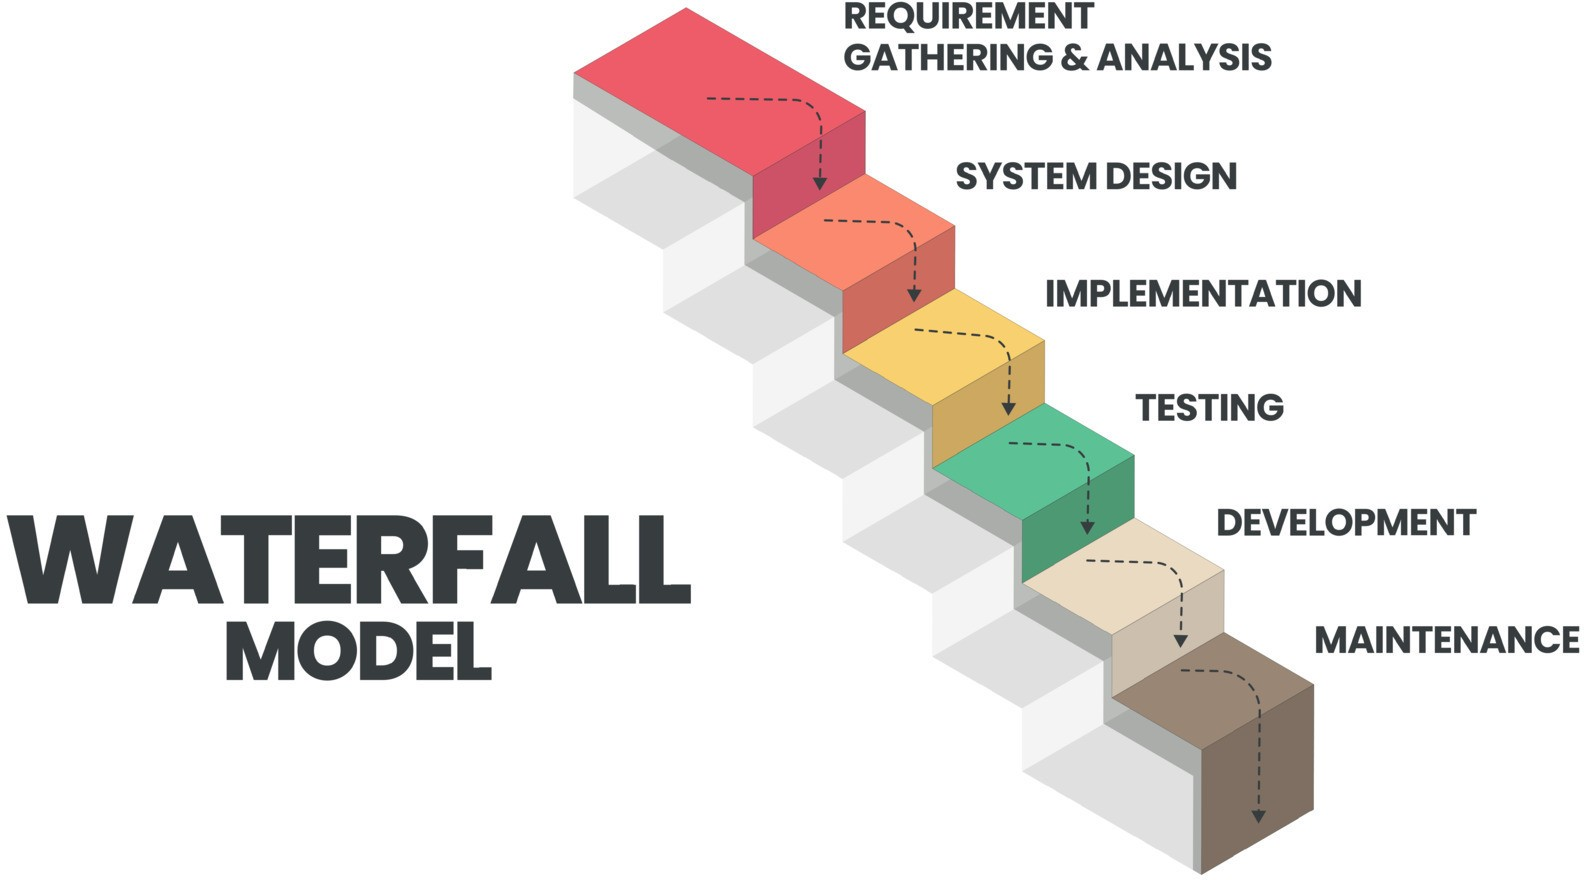 REQUIREMENT
GATHERING & ANALYSIS
SYSTEM DESIGN
IMPLEMENTATION
TESTING
DEVELOPMENT
MAINTENANCE
WATERFALL
MODEL